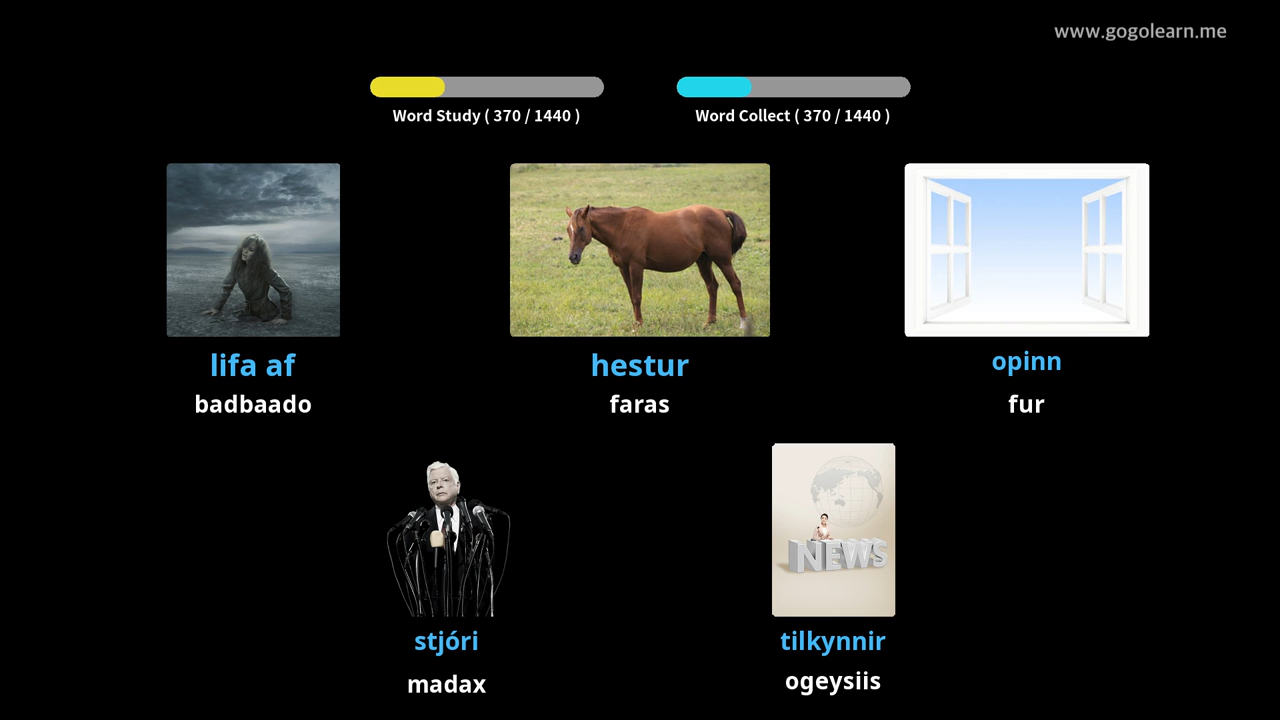 www.gogolearn.me
Word Study ( 370 / 1440 )
Word Collect ( 370 / 1440 )
lifa af
badbaado
hestur
faras
opinn
fur
NEWS
stjóri
madax
tilkynnir
ogeysiis